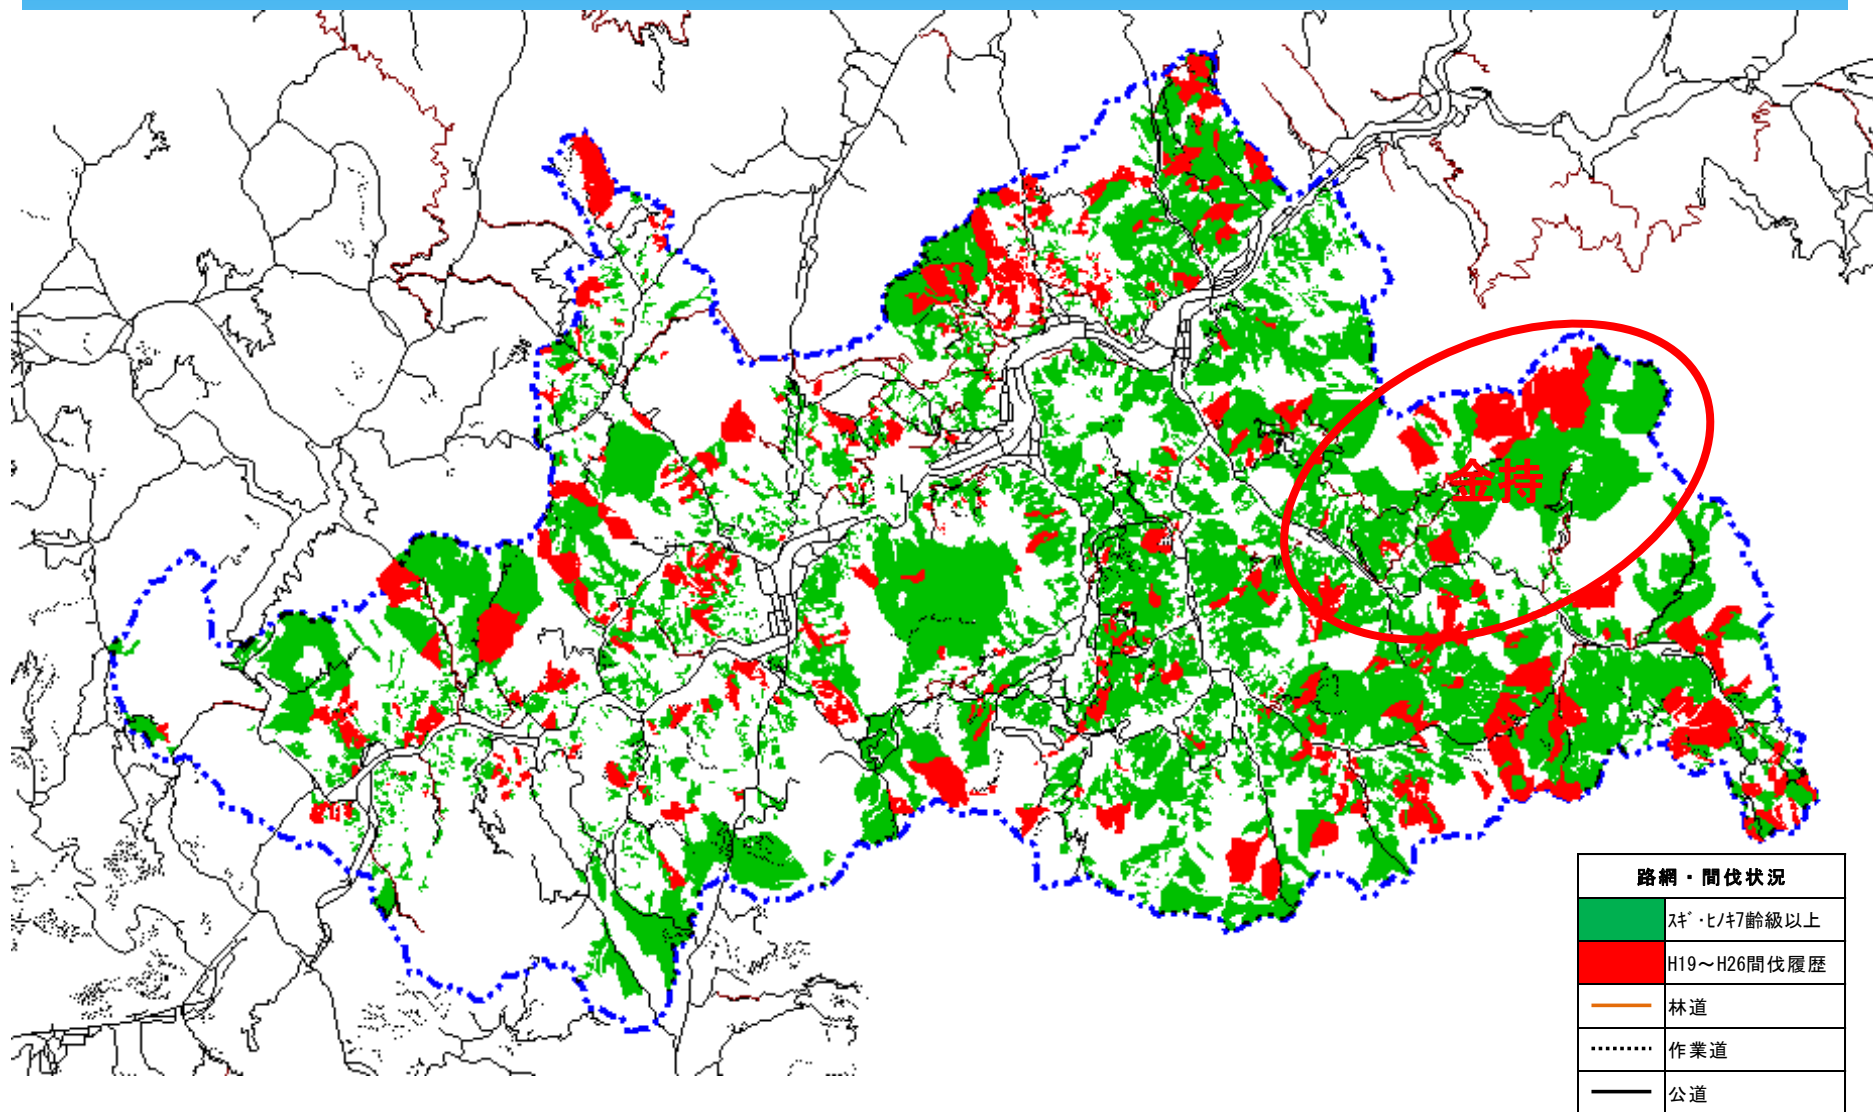 金持
路網・間伐状況
ｽｷﾞ・ﾋﾉｷ7齢級以上
H19～H26間伐履歴
林道
作業道
公道